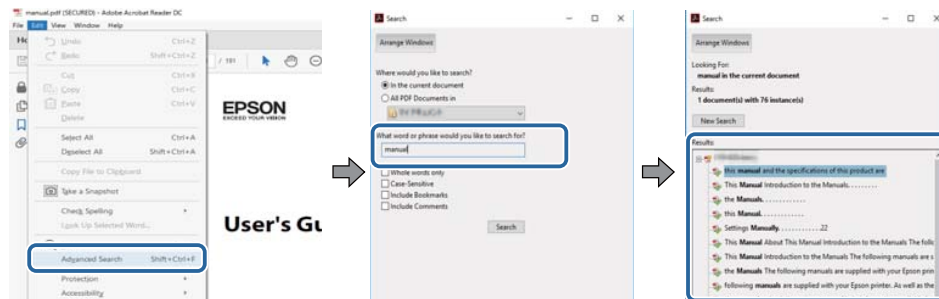 manual.pdf (SECURED) - Adobe Acrobat Reader DC
File Edit View Window Help
Undo Ctrl+Z
Redo Shift+Ctrl+Z
Cut Ctrl+X
Copy Ctrl+C
Paste Ctrl+V
Delete
Select All Ctrl+A
Deselect All Shift+Ctrl+A
Copy File to Clipboard
Take a Snapshot
Check Spelling
Look Up Selected Word...
Advanced Search Shift+Ctrl+F
Protection
Accessibility
/ 191
EPSON
EXCEED YOUR VISION
User's Gu
Search
Arrange Windows
Where would you like to search?
In the current document
All PDF Documents in
What word or phrase would you like to search for?
manual
Whole words only
Case-Sensitive
Include Bookmarks
Include Comments
Search
Search
Arrange Windows
Looking For:
manual in the current document
Results:
1 document(s) with 76 instance(s)
New Search
Results:
this manual and the specifications of this product are
This Manual Introduction to the Manuals.........
the Manuals.............
this Manual.............
Settings Manually............22
This Manual About This Manual Introduction to the Manuals The follo
This Manual Introduction to the Manuals The following manuals are s
the Manuals The following manuals are supplied with your Epson prin
following manuals are supplied with your Epson printer. As well as the